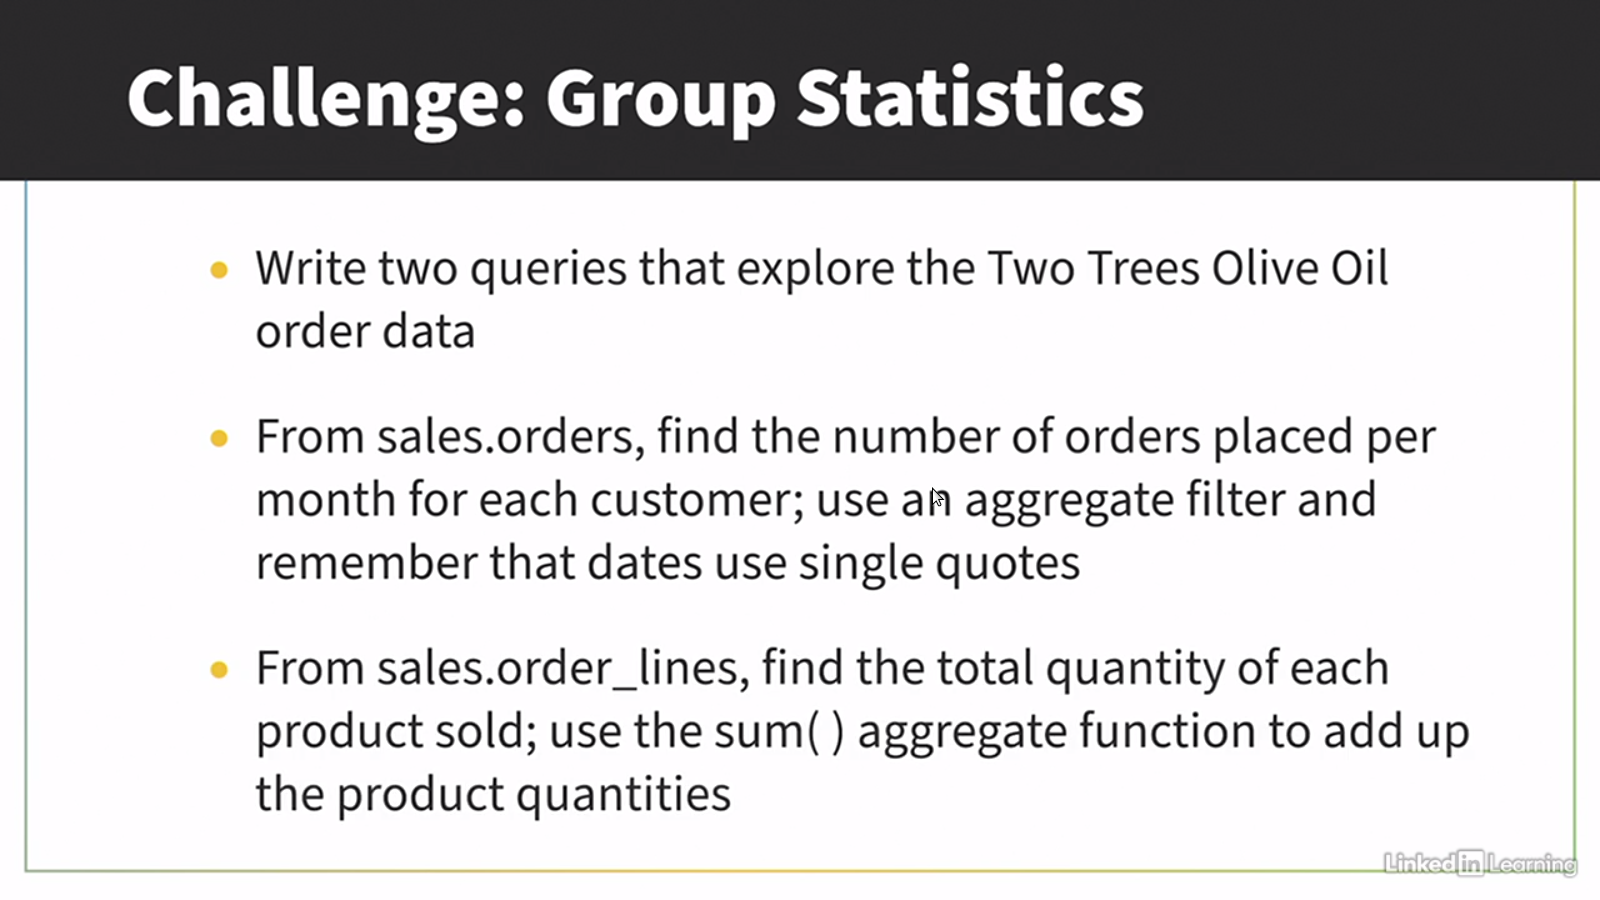 Challenge: Group Statistics
Write two queries that explore the Two Trees Olive Oil
order data
From sales.orders, find the number of orders placed per
month for each customer; use an aggregate filter and
remember that dates use single quotes
From sales.order_lines, find the total quantity of each
product sold; use the sum( ) aggregate function to add up
the product quantities
Linked in Learning